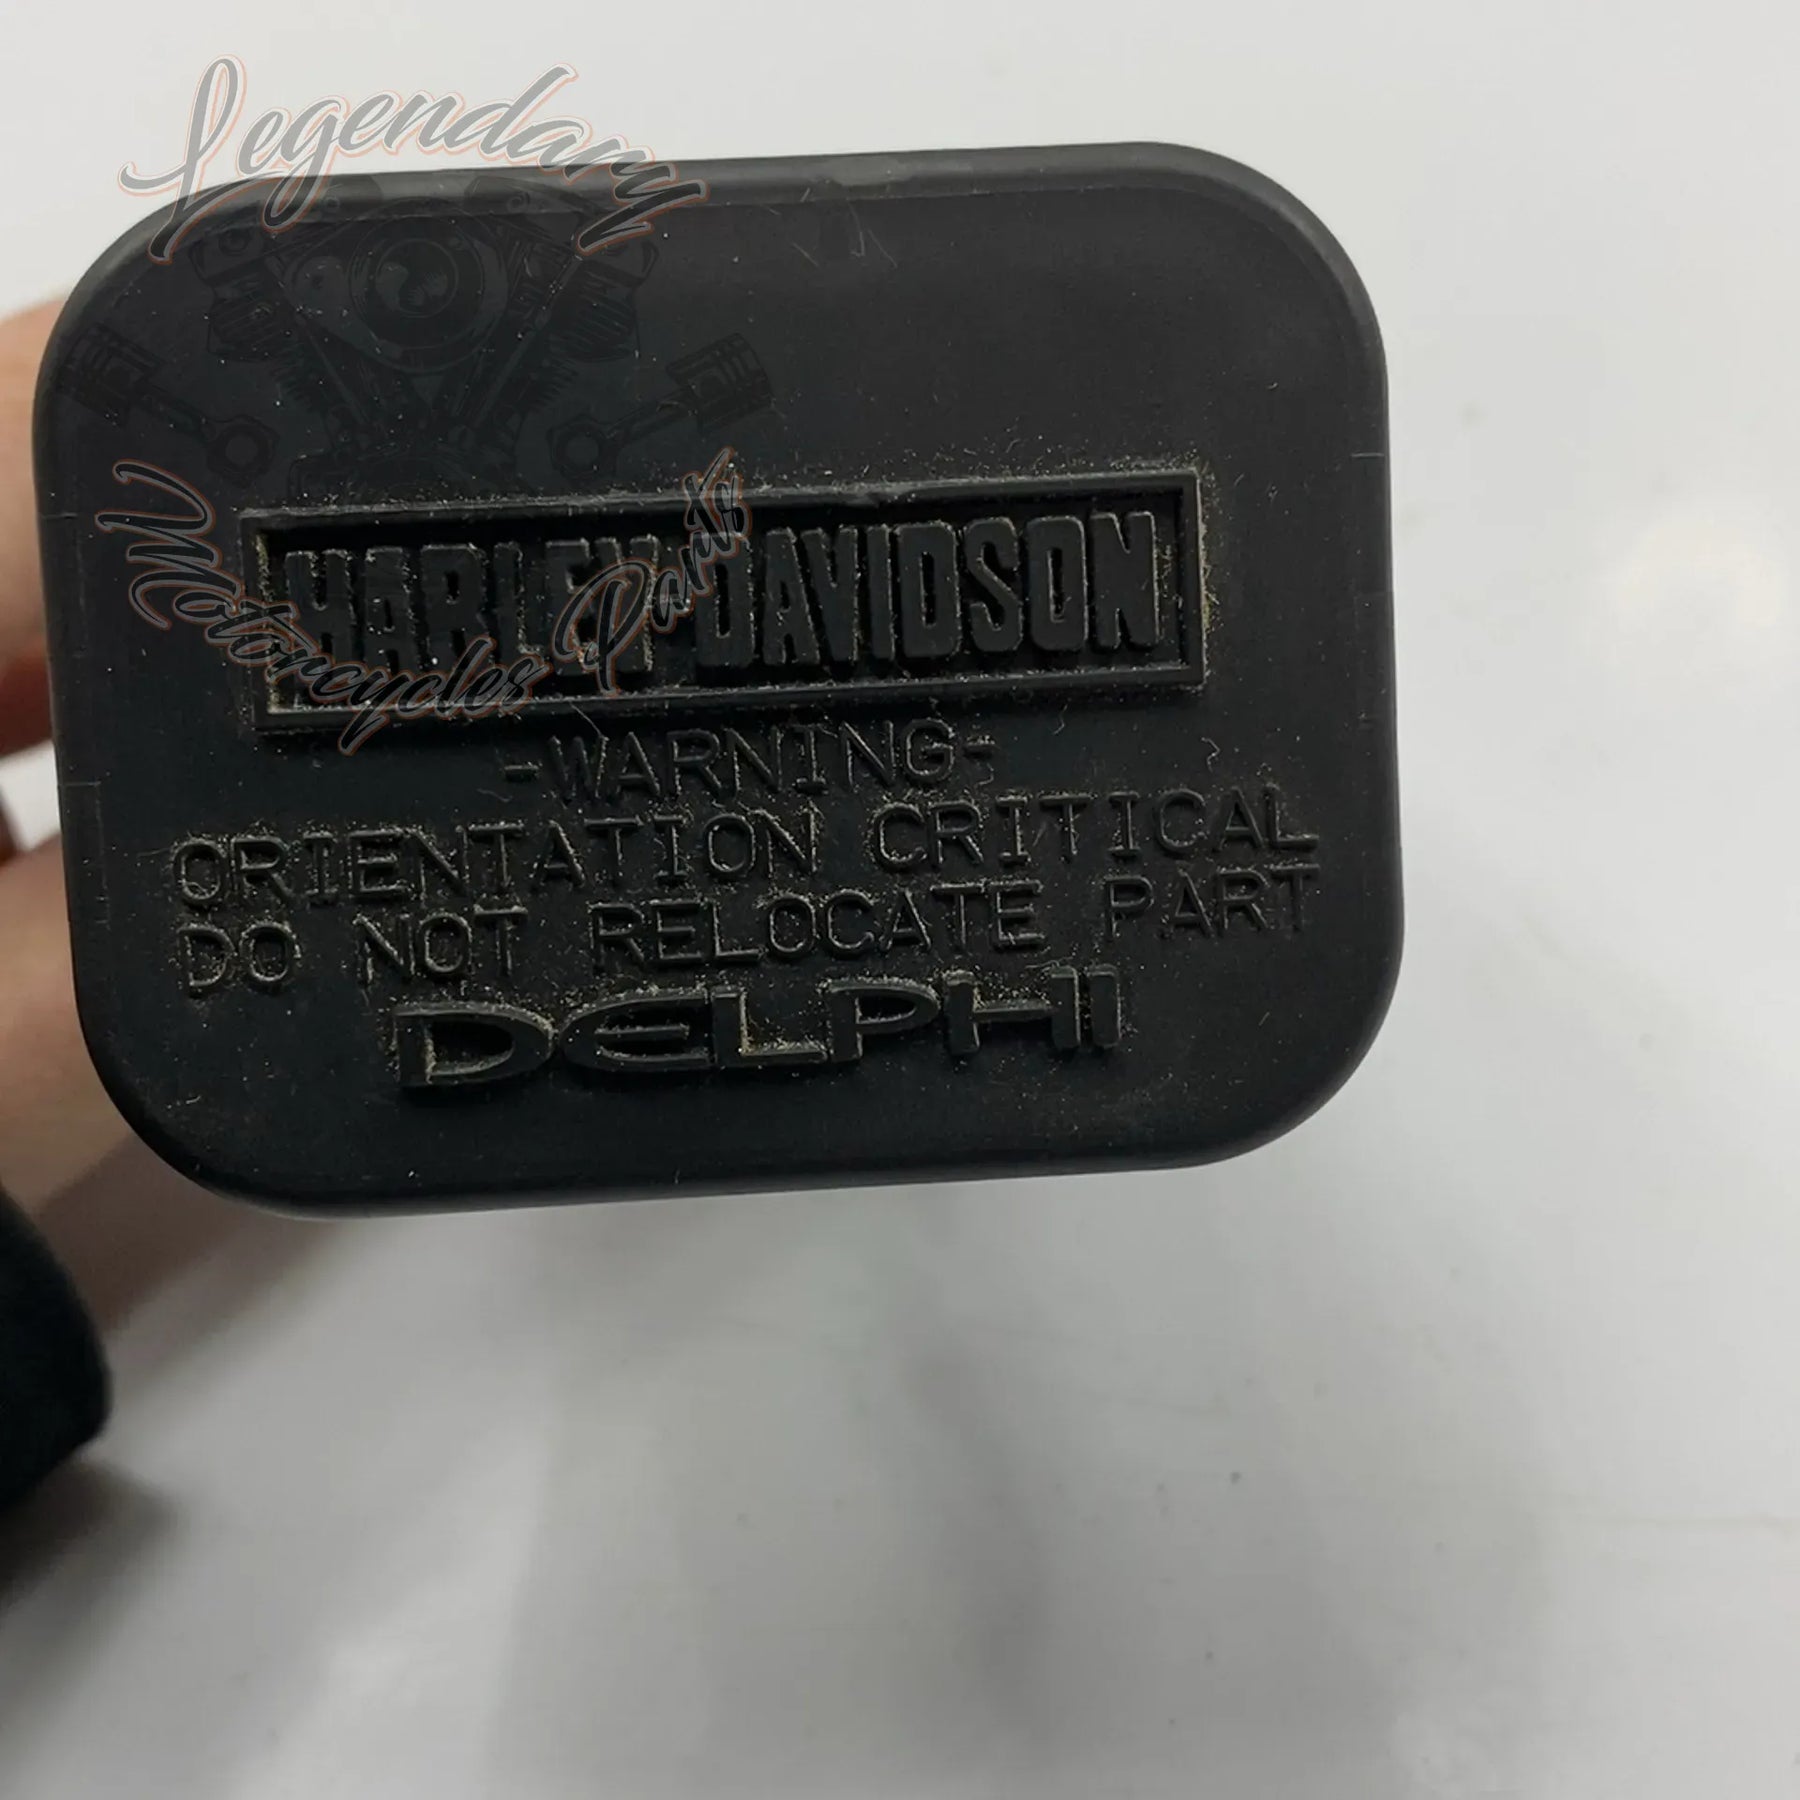 Legendary
Motorcycles Parts
HARLEY-DAVIDSON
-WARNING-
ORIENTATION CRITICAL
DO NOT RELOCATE PART
DELPHI